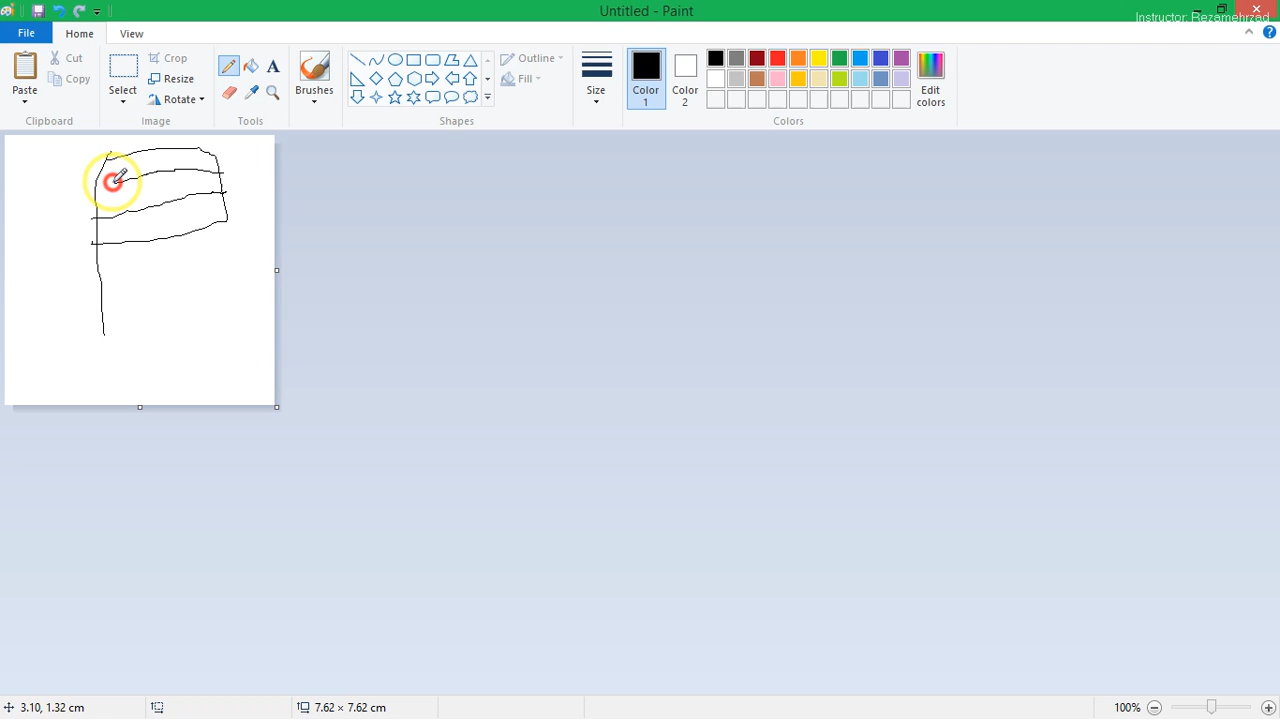 Untitled - Paint
Instructor: Rezamehrzad
File
Home
View
Paste
Cut
Copy
Clipboard
Select
Crop
Resize
Rotate
Image
Tools
Brushes
Shapes
Outline
Fill
Size
Color 1
Color 2
Edit colors
Colors
3.10, 1.32 cm
7.62 × 7.62 cm
100%